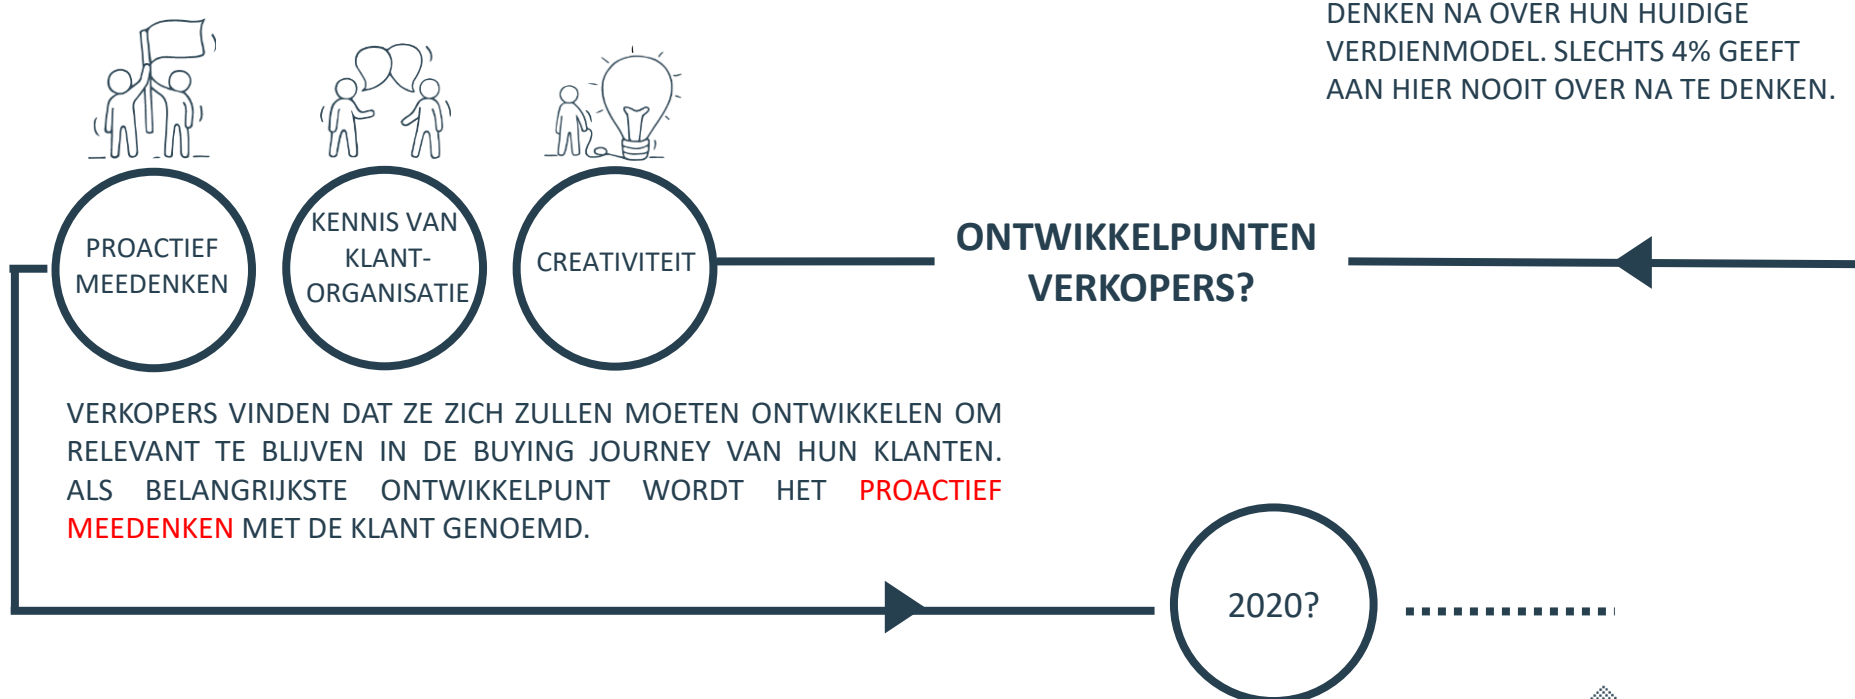 DENKEN NA OVER HUN HUIDIGE
VERDIENMODEL. SLECHTS 4% GEEFT
AAN HIER NOOIT OVER NA TE DENKEN.
PROACTIEF
MEEDENKEN
KENNIS VAN
KLANT-
ORGANISATIE
CREATIVITEIT
ONTWIKKELPUNTEN
VERKOPERS?
VERKOPERS VINDEN DAT ZE ZICH ZULLEN MOETEN ONTWIKKELEN OM
RELEVANT TE BLIJVEN IN DE BUYING JOURNEY VAN HUN KLANTEN.
ALS BELANGRIJKSTE ONTWIKKELPUNT WORDT HET PROACTIEF
MEEDENKEN MET DE KLANT GENOEMD.
2020?